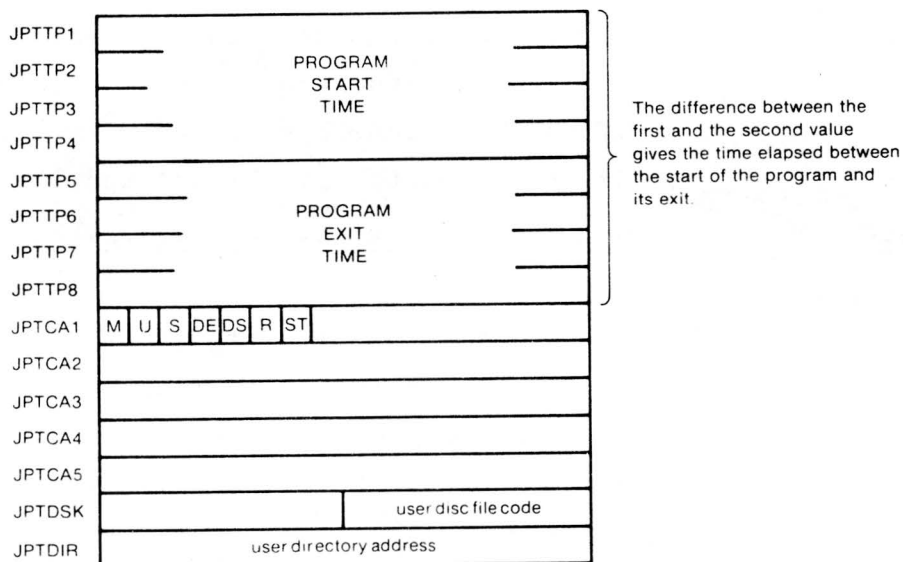 JPTTP1
JPTTP2
JPTTP3
JPTTP4
PROGRAM
START
TIME
The difference between the
first and the second value
gives the time elapsed between
the start of the program and
its exit.
JPTTP5
JPTTP6
JPTTP7
JPTTP8
PROGRAM
EXIT
TIME
JPTCA1 M U S DE DS R ST
JPTCA2
JPTCA3
JPTCA4
JPTCA5
JPTDSK user disc file code
JPTDIR user directory address